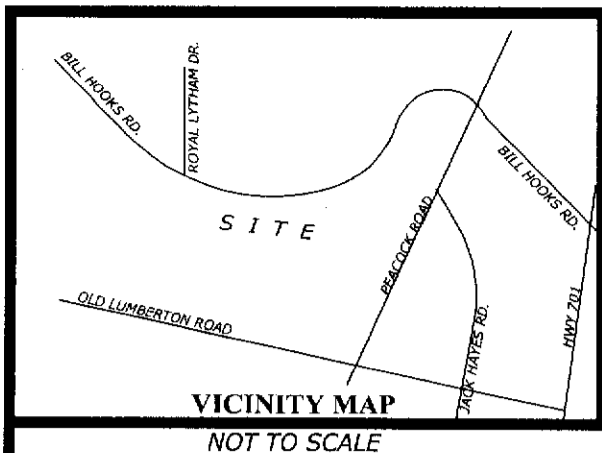 BILL HOOKS RD.
ROYAL LYTHAM DR.
BILL HOOKS RD.
SITE
PEACOCK ROAD
OLD LUMBERTON ROAD
JACK HAYES RD.
HWY 701
VICINITY MAP
NOT TO SCALE